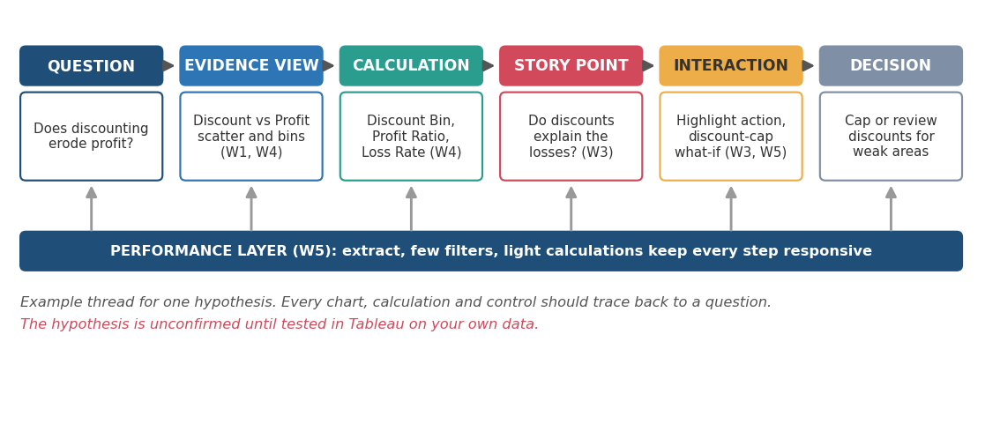 QUESTION
EVIDENCE VIEW
CALCULATION
STORY POINT
INTERACTION
DECISION
Does discounting
erode profit?
Discount vs Profit
scatter and bins
(W1, W4)
Discount Bin,
Profit Ratio,
Loss Rate (W4)
Do discounts
explain the
losses? (W3)
Highlight action,
discount-cap
what-if (W3, W5)
Cap or review
discounts for
weak areas
PERFORMANCE LAYER (W5): extract, few filters, light calculations keep every step responsive
Example thread for one hypothesis. Every chart, calculation and control should trace back to a question.
The hypothesis is unconfirmed until tested in Tableau on your own data.